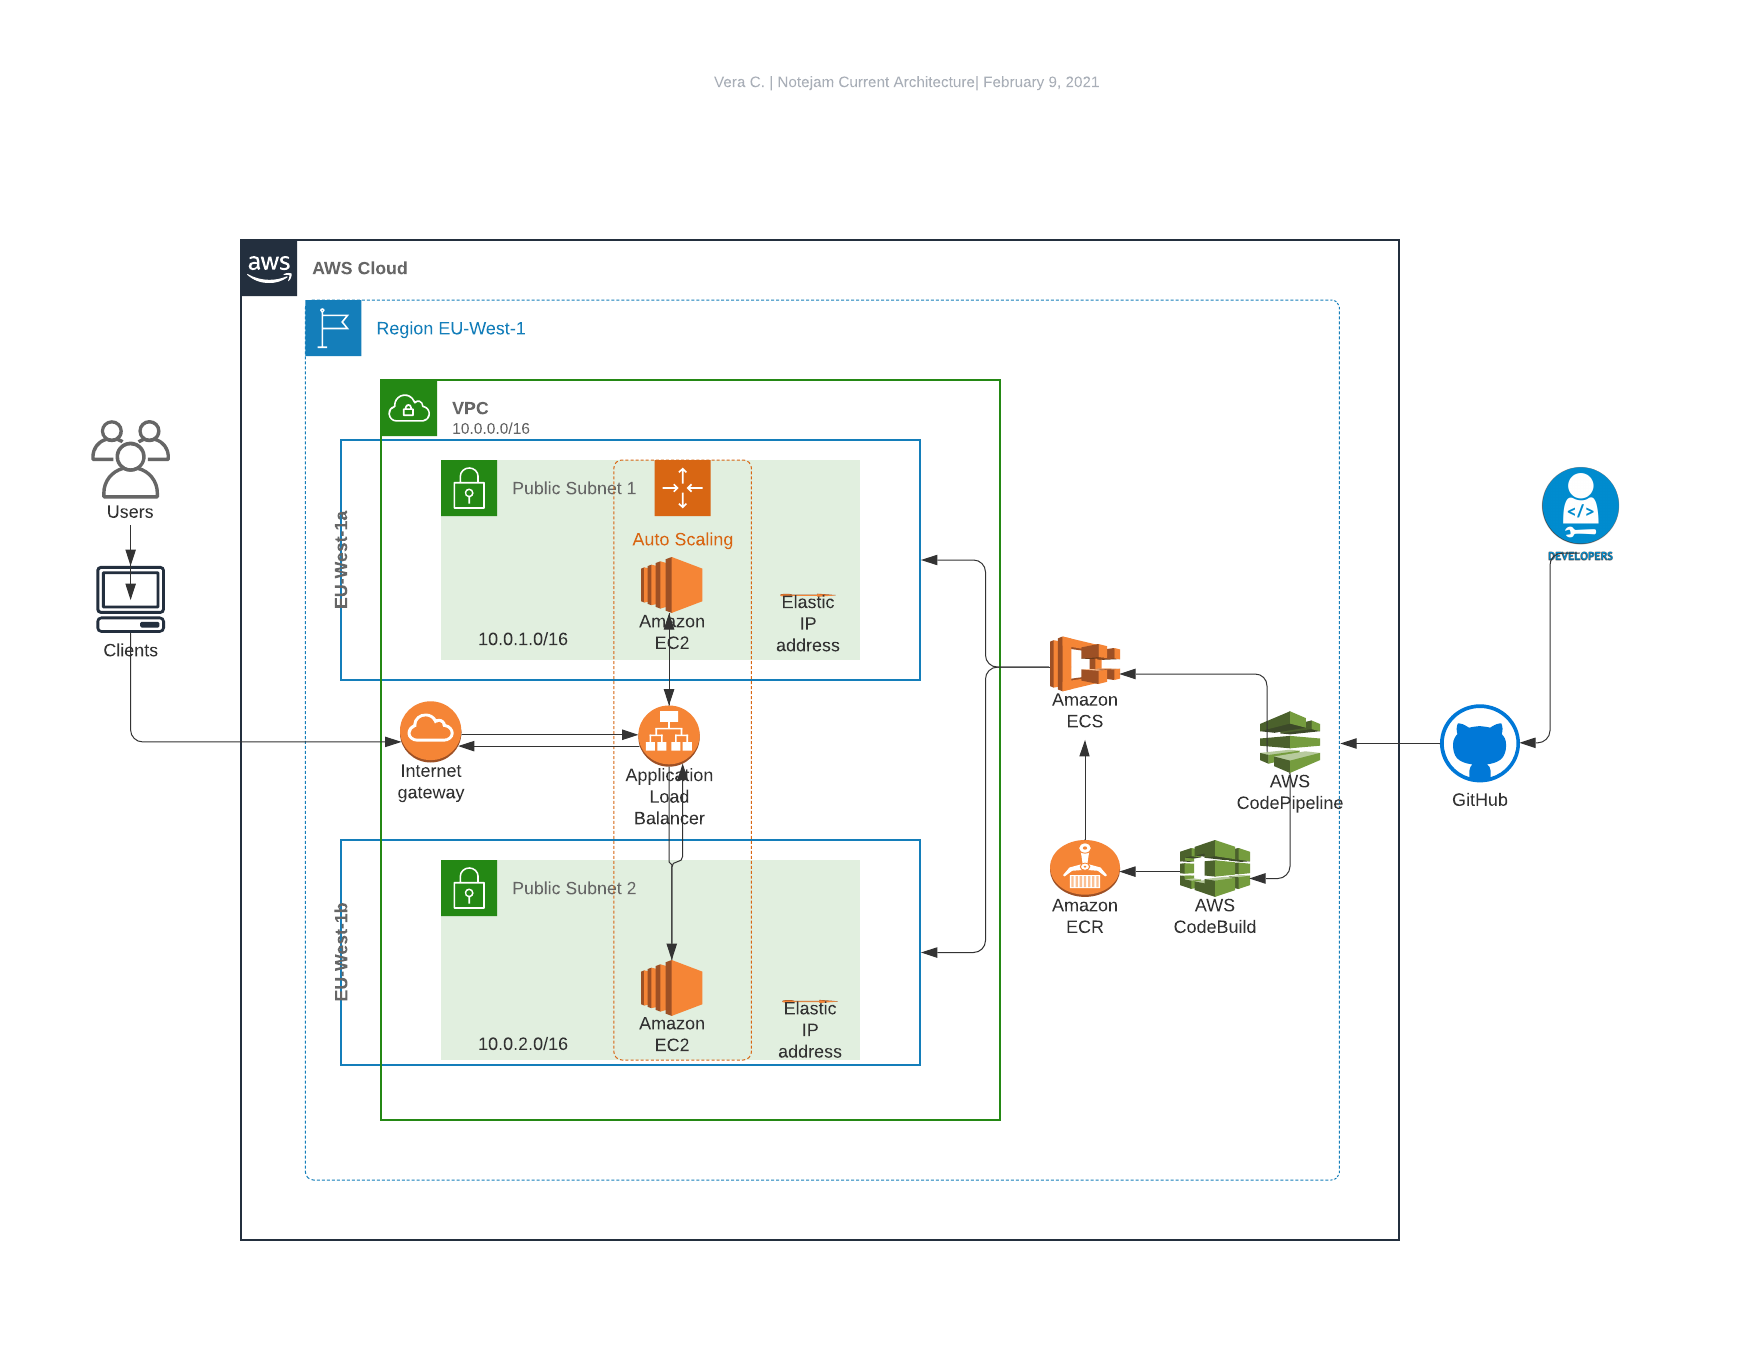 Vera C. | Notejam Current Architecture| February 9, 2021
aws
AWS Cloud
Region EU-West-1
VPC
10.0.0.0/16
EU-West-1a
Public Subnet 1
Auto Scaling
Amazon
EC2
10.0.1.0/16
Elastic
IP
address
Users
Clients
Internet
gateway
Application
Load
Balancer
EU-West-1b
Public Subnet 2
Amazon
EC2
10.0.2.0/16
Elastic
IP
address
Amazon
ECS
Amazon
ECR
AWS
CodePipeline
AWS
CodeBuild
GitHub
</>
DEVELOPERS